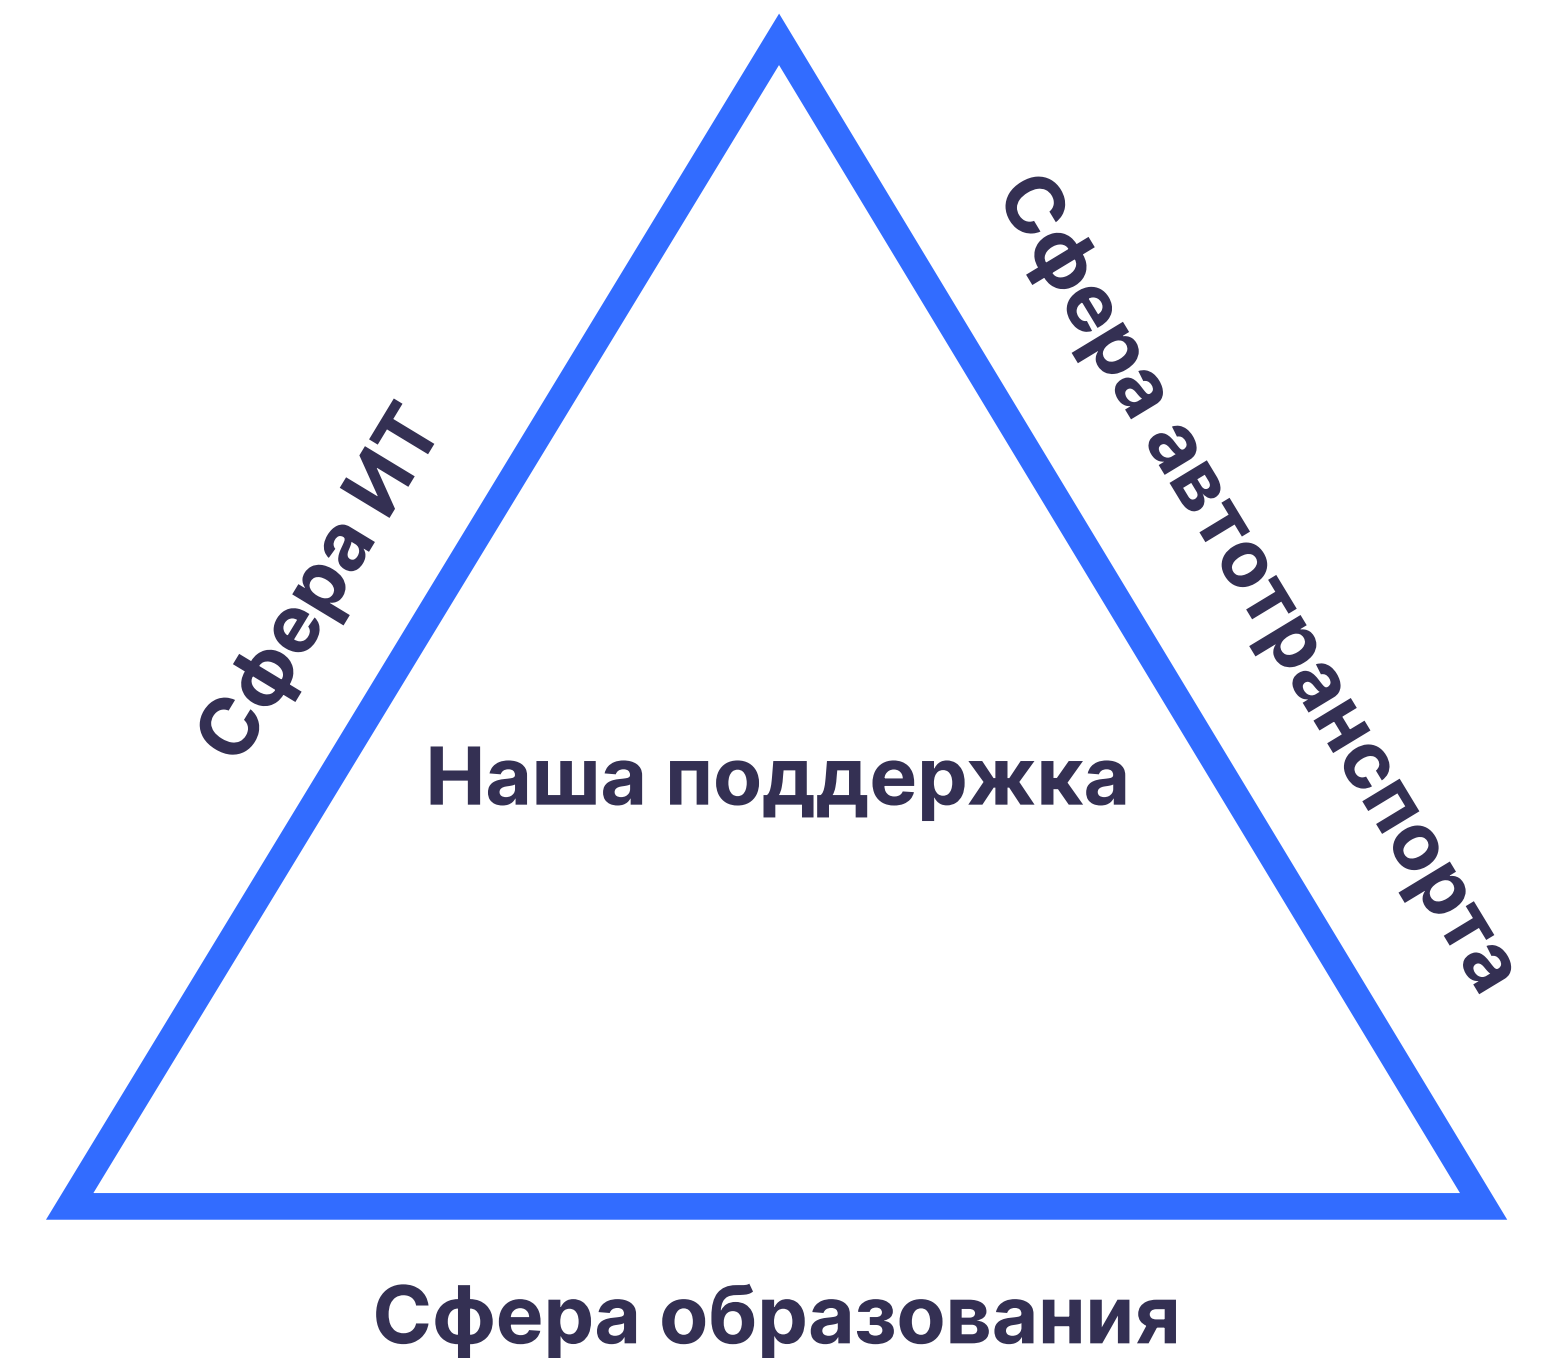 Сфера ИТ
Сфера автотранспорта
Наша поддержка
Сфера образования